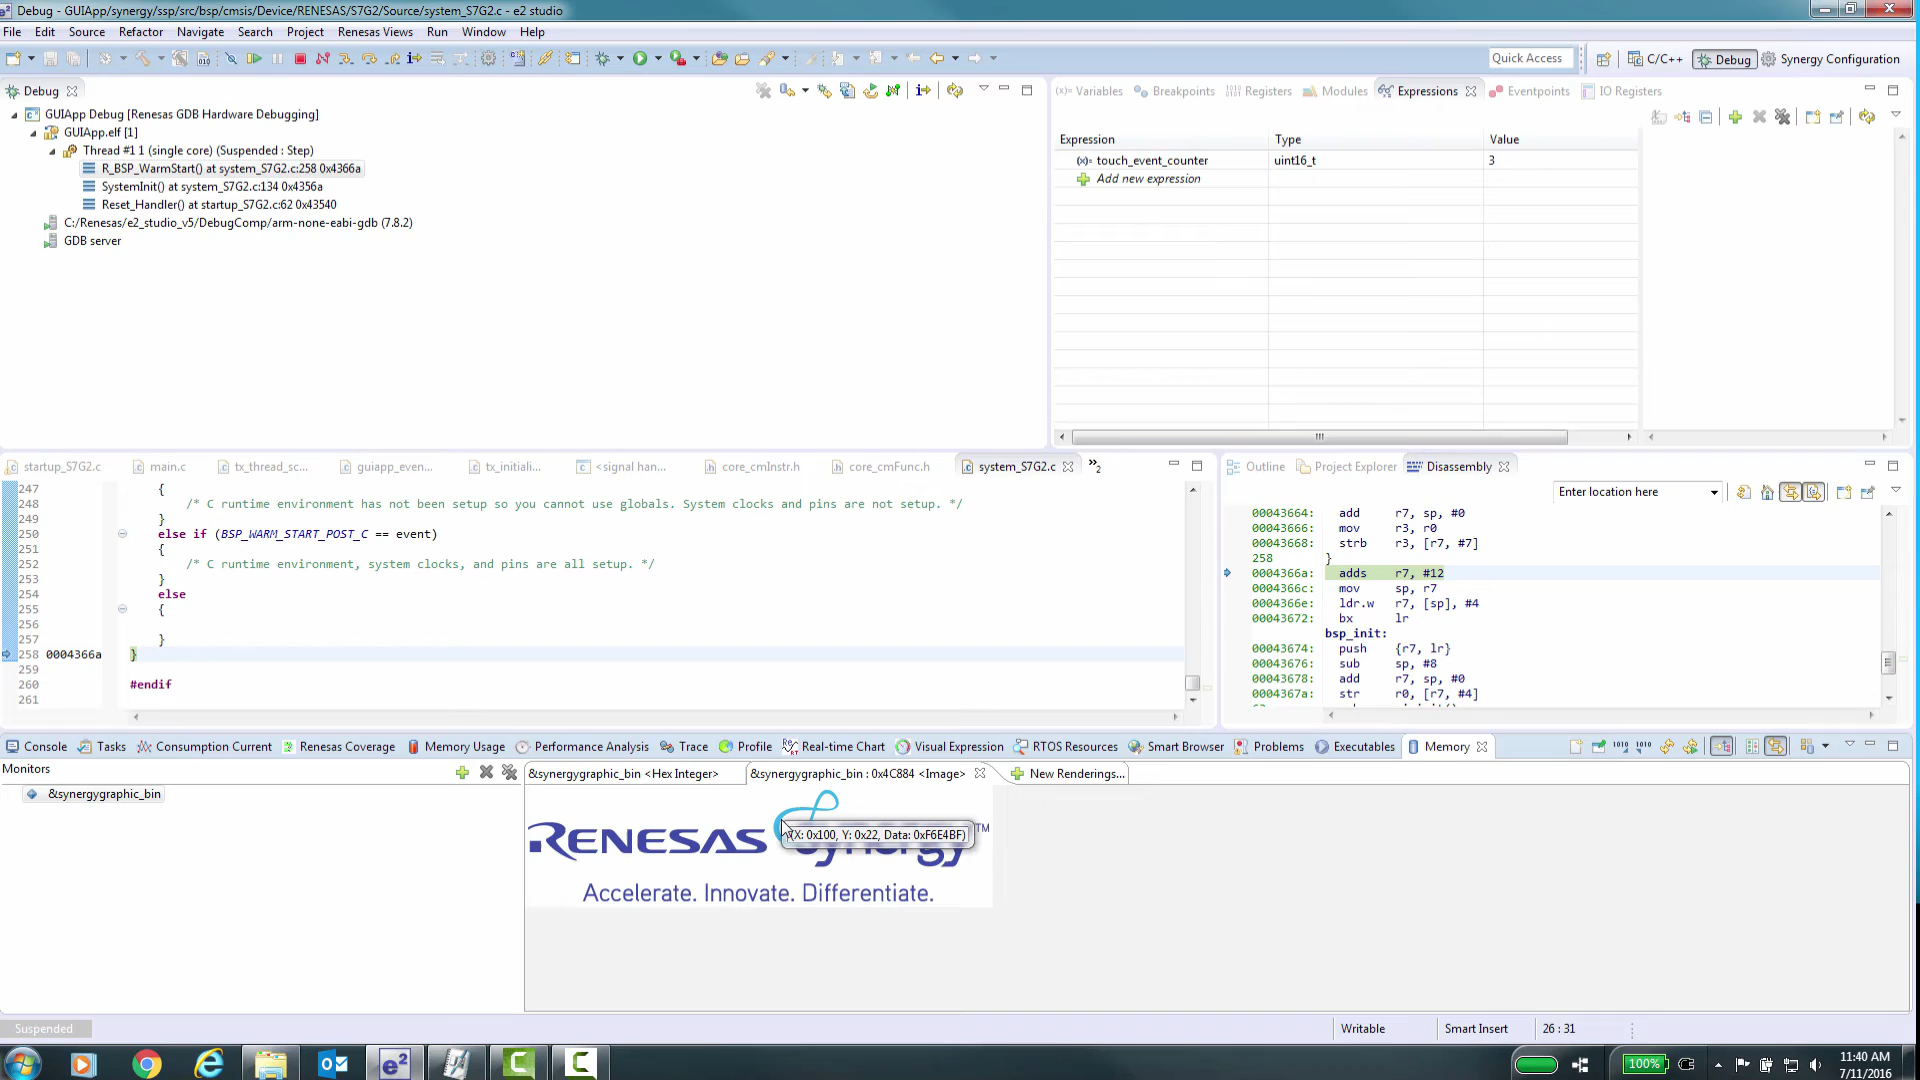 Debug - GUIApp/synergy/ssp/src/bsp/cmsis/Device/RENESAS/S7G2/Source/system_S7G2.c - e2 studio
File Edit Source Refactor Navigate Search Project Renesas Views Run Window Help
Quick Access C/C++ Debug Synergy Configuration
Debug
GUIApp Debug [Renesas GDB Hardware Debugging]
GUIApp.elf [1]
Thread #1 1 (single core) (Suspended : Step)
R_BSP_WarmStart() at system_S7G2.c:258 0x4366a
SystemInit() at system_S7G2.c:134 0x4356a
Reset_Handler() at startup_S7G2.c:62 0x43540
C:/Renesas/e2_studio_v5/DebugComp/arm-none-eabi-gdb (7.8.2)
GDB server
(x)= Variables Breakpoints Registers Modules Expressions Eventpoints IO Registers
Expression Type Value
(x)= touch_event_counter uint16_t 3
Add new expression
startup_S7G2.c main.c tx_thread_sc... guiapp_even... tx_initiali... <signal han... core_cmInstr.h core_cmFunc.h system_S7G2.c »2
247 {
248 /* C runtime environment has not been setup so you cannot use globals. System clocks and pins are not setup. */
249 }
250 else if (BSP_WARM_START_POST_C == event)
251 {
252 /* C runtime environment, system clocks, and pins are all setup. */
253 }
254 else
255 {
256
257 }
258 0004366a }
259
260 #endif
261
Outline Project Explorer Disassembly
Enter location here
00043664: add r7, sp, #0
00043666: mov r3, r0
00043668: strb r3, [r7, #7]
258 }
0004366a: adds r7, #12
0004366c: mov sp, r7
0004366e: ldr.w r7, [sp], #4
00043672: bx lr
bsp_init:
00043674: push {r7, lr}
00043676: sub sp, #8
00043678: add r7, sp, #0
0004367a: str r0, [r7, #4]
Console Tasks Consumption Current Renesas Coverage Memory Usage Performance Analysis Trace Profile Real-time Chart Visual Expression RTOS Resources Smart Browser Problems Executables Memory
Monitors
&synergygraphic_bin
&synergygraphic_bin <Hex Integer> &synergygraphic_bin : 0x4C884 <Image> New Renderings...
RENESAS Synergy™
(X: 0x100, Y: 0x22, Data: 0xF6E4BF)
Accelerate. Innovate. Differentiate.
Suspended Writable Smart Insert 26 : 31
100% 11:40 AM
7/11/2016